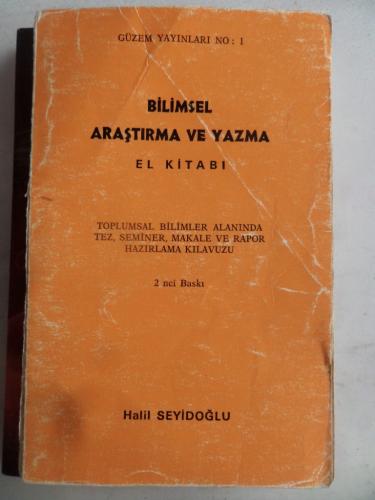 GÜZEM YAYINLARI NO : 1
BİLİMSEL
ARAŞTIRMA VE YAZMA
EL KİTABI
TOPLUMSAL BİLİMLER ALANINDA
TEZ, SEMİNER, MAKALE VE RAPOR
HAZIRLAMA KILAVUZU
2 nci Baskı
Halil SEYİDOĞLU